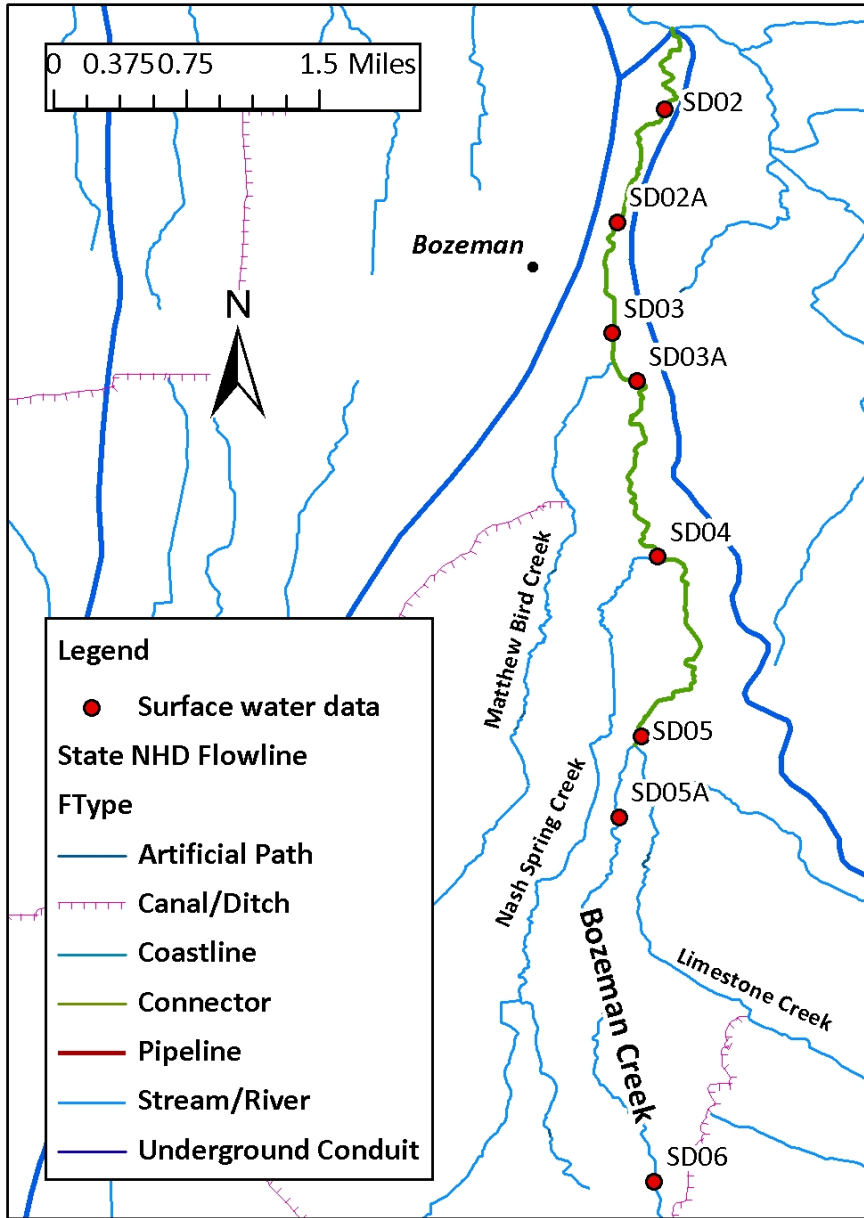 0 0.375 0.75 1.5 Miles
SD02
SD02A
Bozeman
N
SD03
SD03A
SD04
Matthew Bird Creek
SD05
SD05A
Nash Spring Creek
Bozeman Creek
Limestone Creek
SD06
Legend
Surface water data
State NHD Flowline
FType
Artificial Path
Canal/Ditch
Coastline
Connector
Pipeline
Stream/River
Underground Conduit